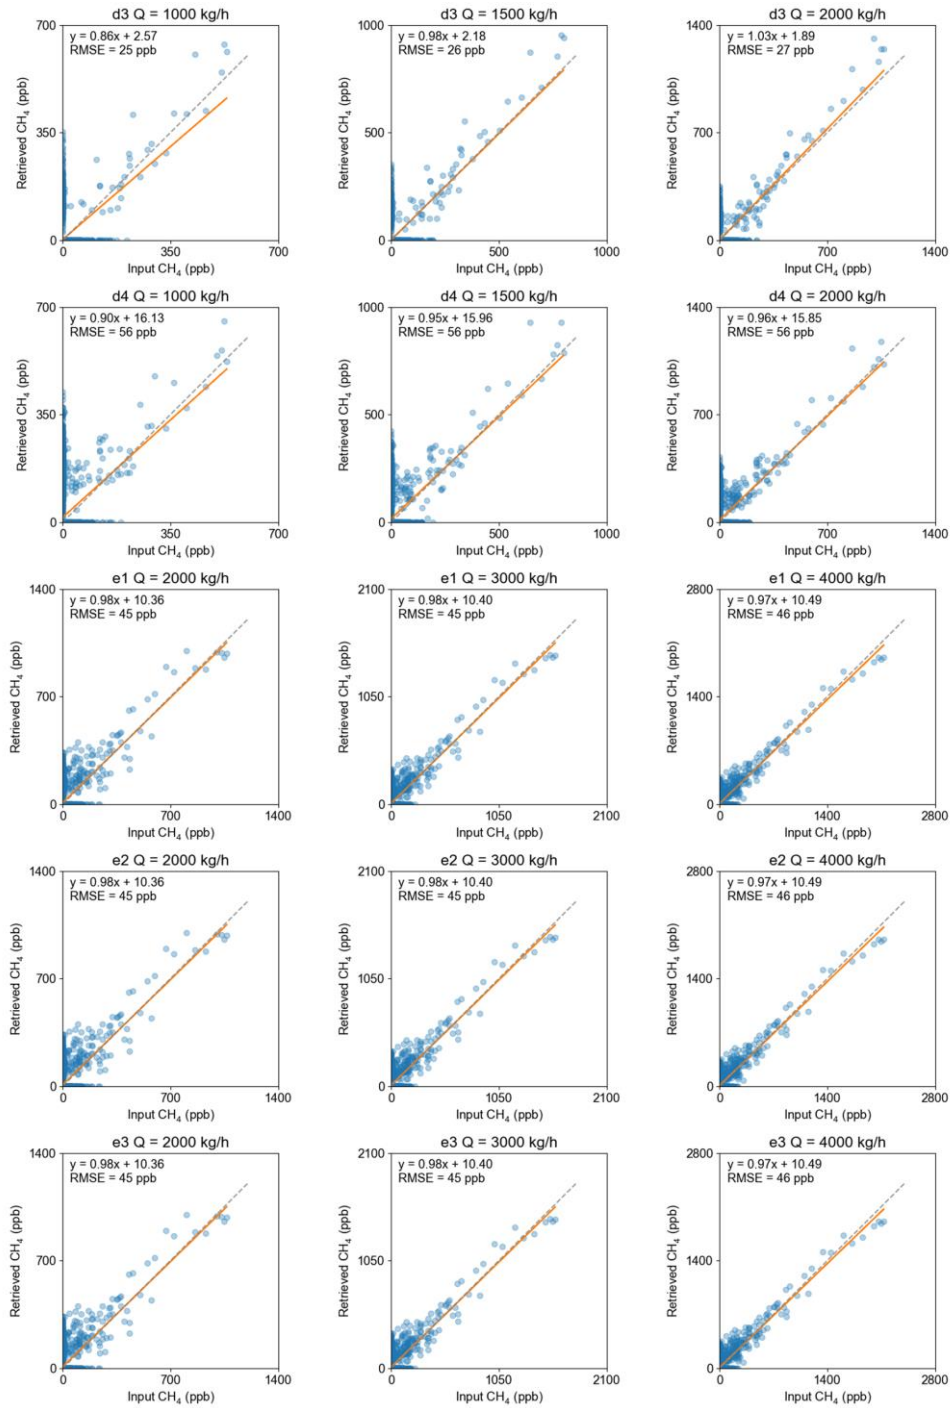 d3 Q = 1000 kg/h
y = 0.86x + 2.57
RMSE = 25 ppb
700
350
0
0
350
700
Retrieved CH4 (ppb)
Input CH4 (ppb)
d3 Q = 1500 kg/h
y = 0.98x + 2.18
RMSE = 26 ppb
1000
500
0
0
500
1000
Retrieved CH4 (ppb)
Input CH4 (ppb)
d3 Q = 2000 kg/h
y = 1.03x + 1.89
RMSE = 27 ppb
1400
700
0
0
700
1400
Retrieved CH4 (ppb)
Input CH4 (ppb)
d4 Q = 1000 kg/h
y = 0.90x + 16.13
RMSE = 56 ppb
700
350
0
0
350
700
Retrieved CH4 (ppb)
Input CH4 (ppb)
d4 Q = 1500 kg/h
y = 0.95x + 15.96
RMSE = 56 ppb
1000
500
0
0
500
1000
Retrieved CH4 (ppb)
Input CH4 (ppb)
d4 Q = 2000 kg/h
y = 0.96x + 15.85
RMSE = 56 ppb
1400
700
0
0
700
1400
Retrieved CH4 (ppb)
Input CH4 (ppb)
e1 Q = 2000 kg/h
y = 0.98x + 10.36
RMSE = 45 ppb
1400
700
0
0
700
1400
Retrieved CH4 (ppb)
Input CH4 (ppb)
e1 Q = 3000 kg/h
y = 0.98x + 10.40
RMSE = 45 ppb
2100
1050
0
0
1050
2100
Retrieved CH4 (ppb)
Input CH4 (ppb)
e1 Q = 4000 kg/h
y = 0.97x + 10.49
RMSE = 46 ppb
2800
1400
0
0
1400
2800
Retrieved CH4 (ppb)
Input CH4 (ppb)
e2 Q = 2000 kg/h
y = 0.98x + 10.36
RMSE = 45 ppb
1400
700
0
0
700
1400
Retrieved CH4 (ppb)
Input CH4 (ppb)
e2 Q = 3000 kg/h
y = 0.98x + 10.40
RMSE = 45 ppb
2100
1050
0
0
1050
2100
Retrieved CH4 (ppb)
Input CH4 (ppb)
e2 Q = 4000 kg/h
y = 0.97x + 10.49
RMSE = 46 ppb
2800
1400
0
0
1400
2800
Retrieved CH4 (ppb)
Input CH4 (ppb)
e3 Q = 2000 kg/h
y = 0.98x + 10.36
RMSE = 45 ppb
1400
700
0
0
700
1400
Retrieved CH4 (ppb)
Input CH4 (ppb)
e3 Q = 3000 kg/h
y = 0.98x + 10.40
RMSE = 45 ppb
2100
1050
0
0
1050
2100
Retrieved CH4 (ppb)
Input CH4 (ppb)
e3 Q = 4000 kg/h
y = 0.97x + 10.49
RMSE = 46 ppb
2800
1400
0
0
1400
2800
Retrieved CH4 (ppb)
Input CH4 (ppb)